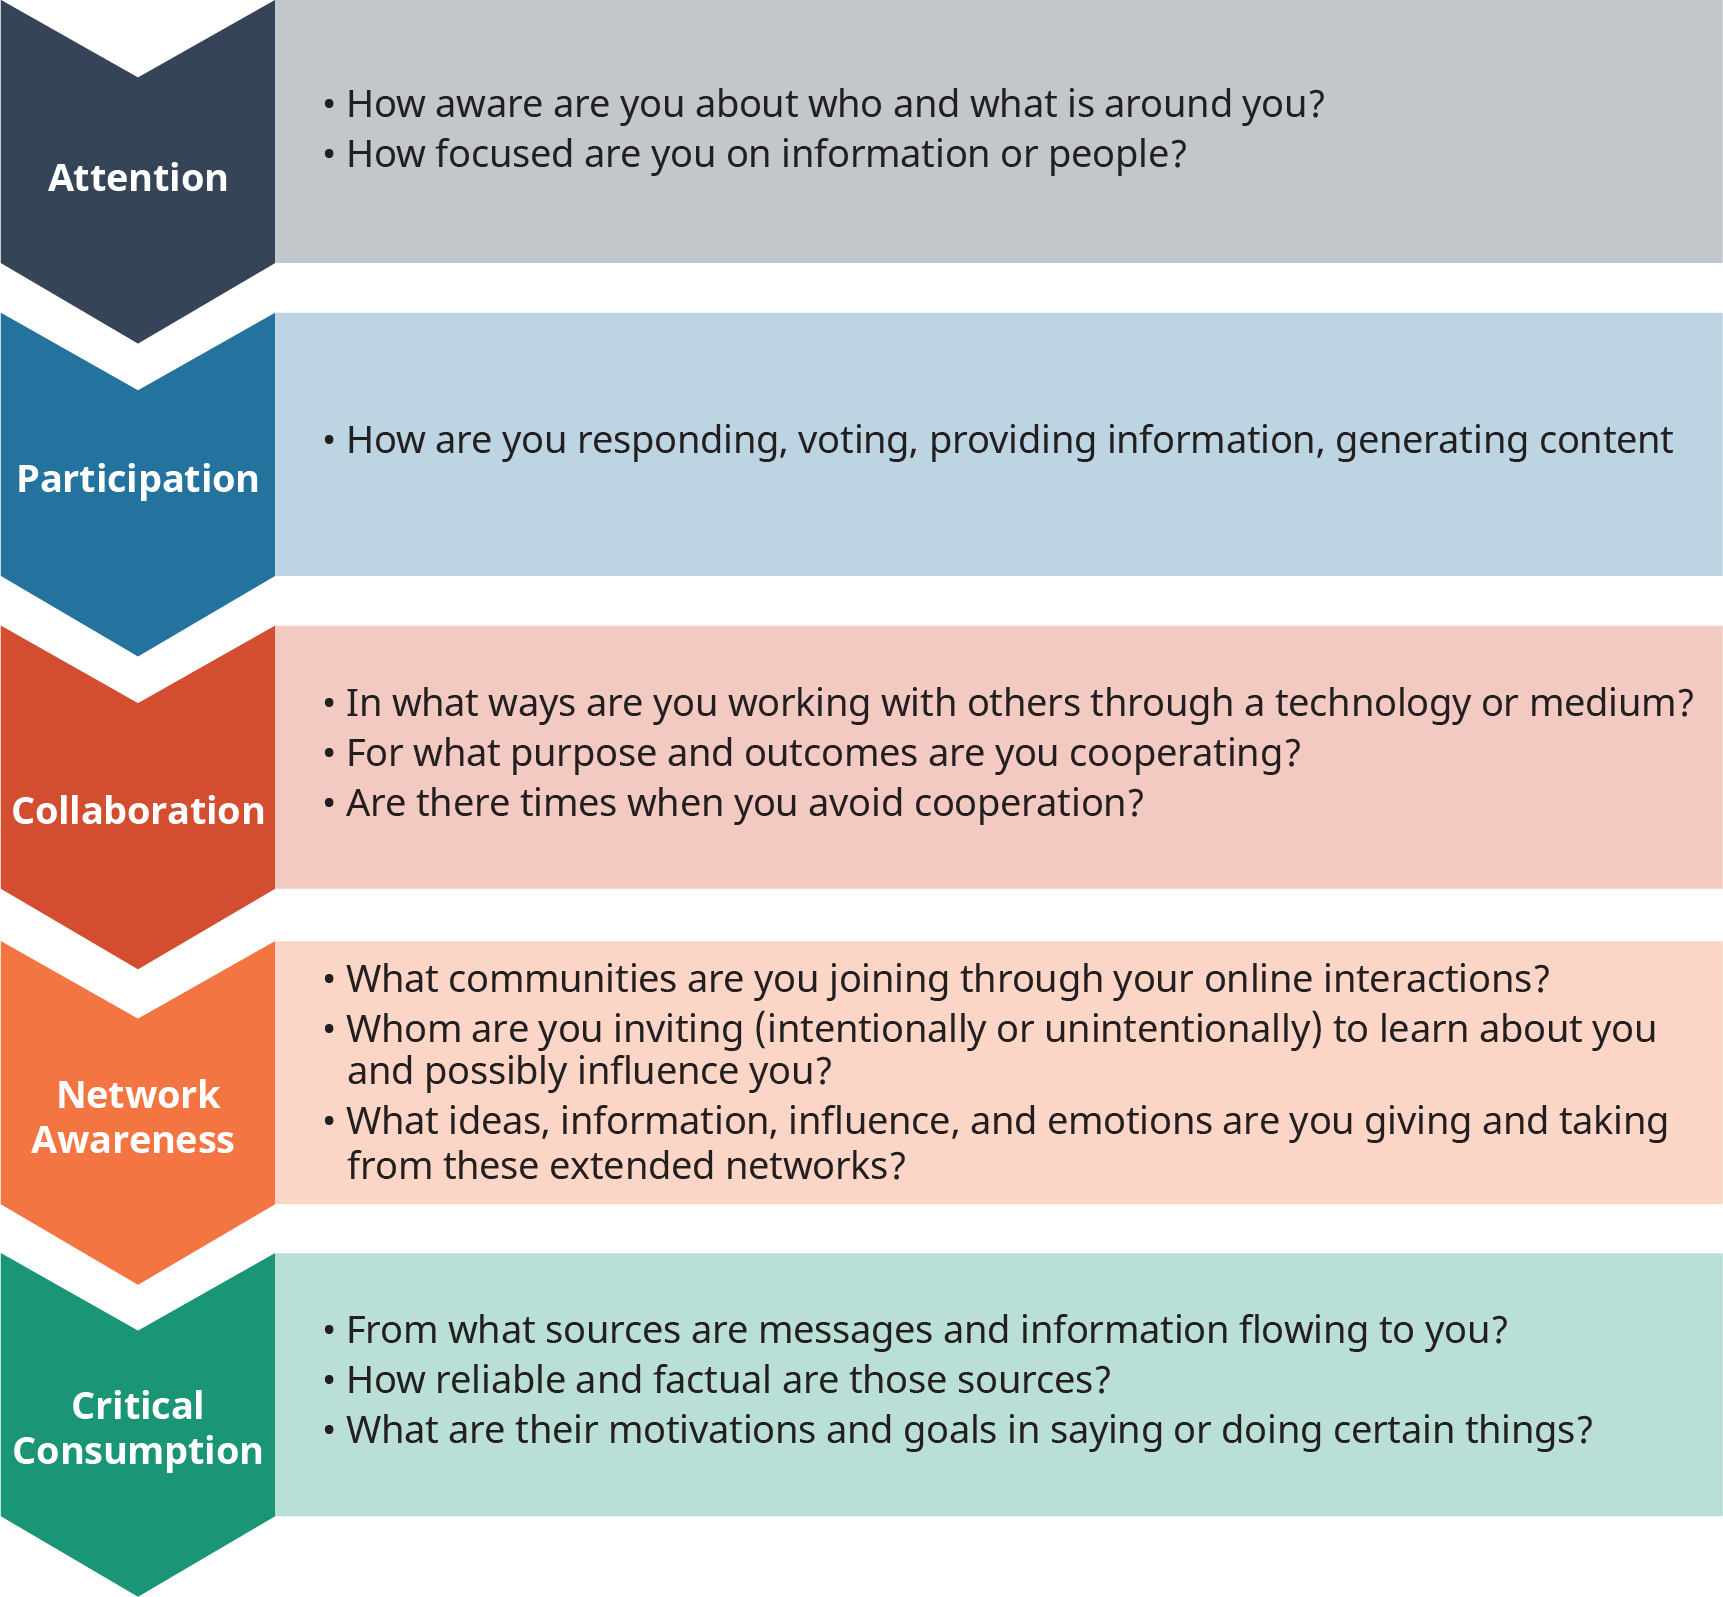 Attention
• How aware are you about who and what is around you?
• How focused are you on information or people?
Participation
• How are you responding, voting, providing information, generating content
Collaboration
• In what ways are you working with others through a technology or medium?
• For what purpose and outcomes are you cooperating?
• Are there times when you avoid cooperation?
Network
Awareness
• What communities are you joining through your online interactions?
• Whom are you inviting (intentionally or unintentionally) to learn about you
and possibly influence you?
• What ideas, information, influence, and emotions are you giving and taking
from these extended networks?
Critical
Consumption
• From what sources are messages and information flowing to you?
• How reliable and factual are those sources?
• What are their motivations and goals in saying or doing certain things?